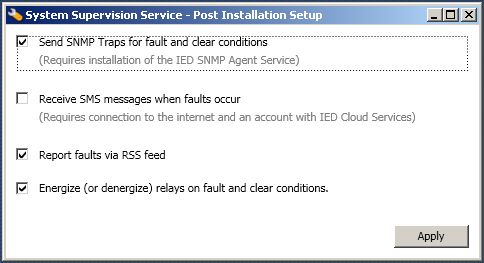 System Supervision Service - Post Installation Setup
Send SNMP Traps for fault and clear conditions
(Requires installation of the IED SNMP Agent Service)
Receive SMS messages when faults occur
(Requires connection to the internet and an account with IED Cloud Services)
Report faults via RSS feed
Energize (or denergize) relays on fault and clear conditions.
Apply